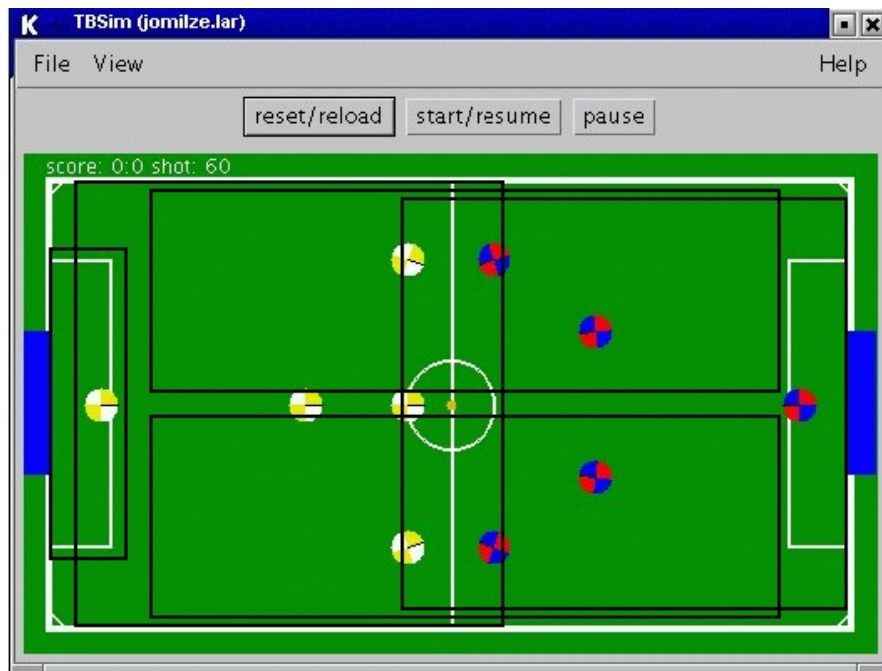 TBSim (jomilze.lar)
File View Help
reset/reload start/resume pause
score: 0:0 shot: 60